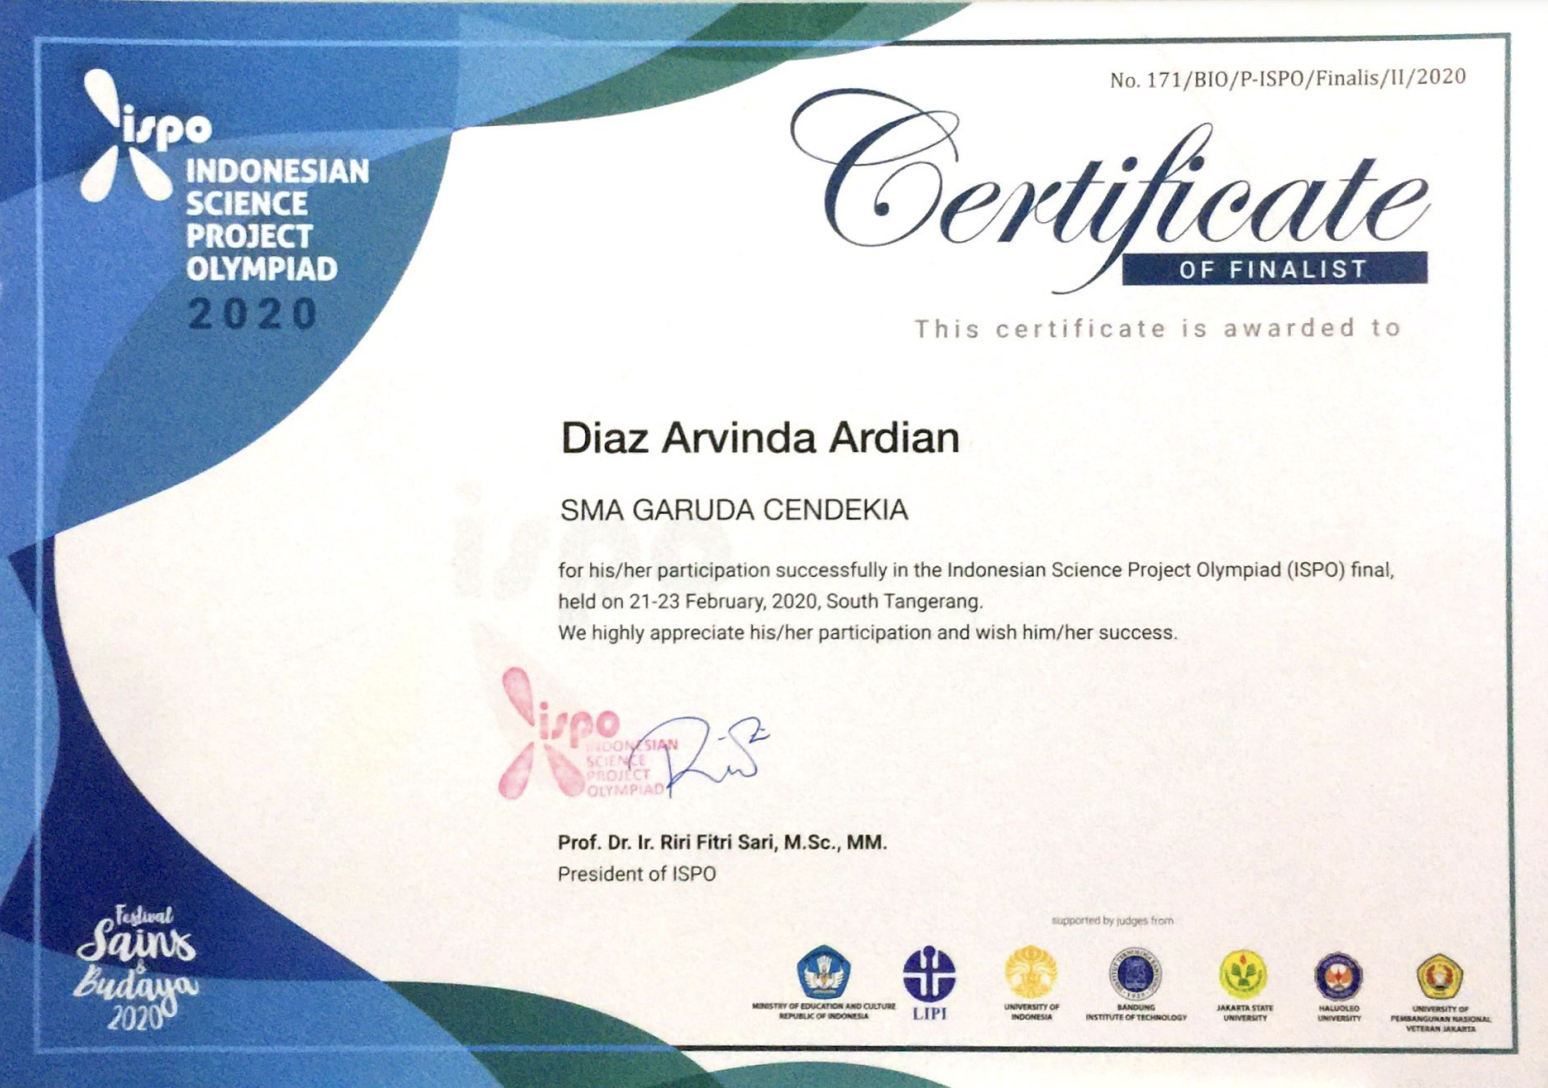 ispo
INDONESIAN
SCIENCE
PROJECT
OLYMPIAD
2020
No. 171/BIO/P-ISPO/Finalis/II/2020
Certificate
OF FINALIST
This certificate is awarded to
Diaz Arvinda Ardian
SMA GARUDA CENDEKIA
for his/her participation successfully in the Indonesian Science Project Olympiad (ISPO) final,
held on 21-23 February, 2020, South Tangerang.
We highly appreciate his/her participation and wish him/her success.
ispo
INDONESIAN
SCIENCE
PROJECT
OLYMPIAD
Prof. Dr. Ir. Riri Fitri Sari, M.Sc., MM.
President of ISPO
Festival
Sains
&
Budaya
2020
supported by judges from
MINISTRY OF EDUCATION AND CULTURE
REPUBLIC OF INDONESIA
LIPI
UNIVERSITY OF
INDONESIA
BANDUNG
INSTITUTE OF TECHNOLOGY
JAKARTA STATE
UNIVERSITY
HALUOLEO
UNIVERSITY
UNIVERSITY OF
PEMBANGUNAN NASIONAL
VETERAN JAKARTA